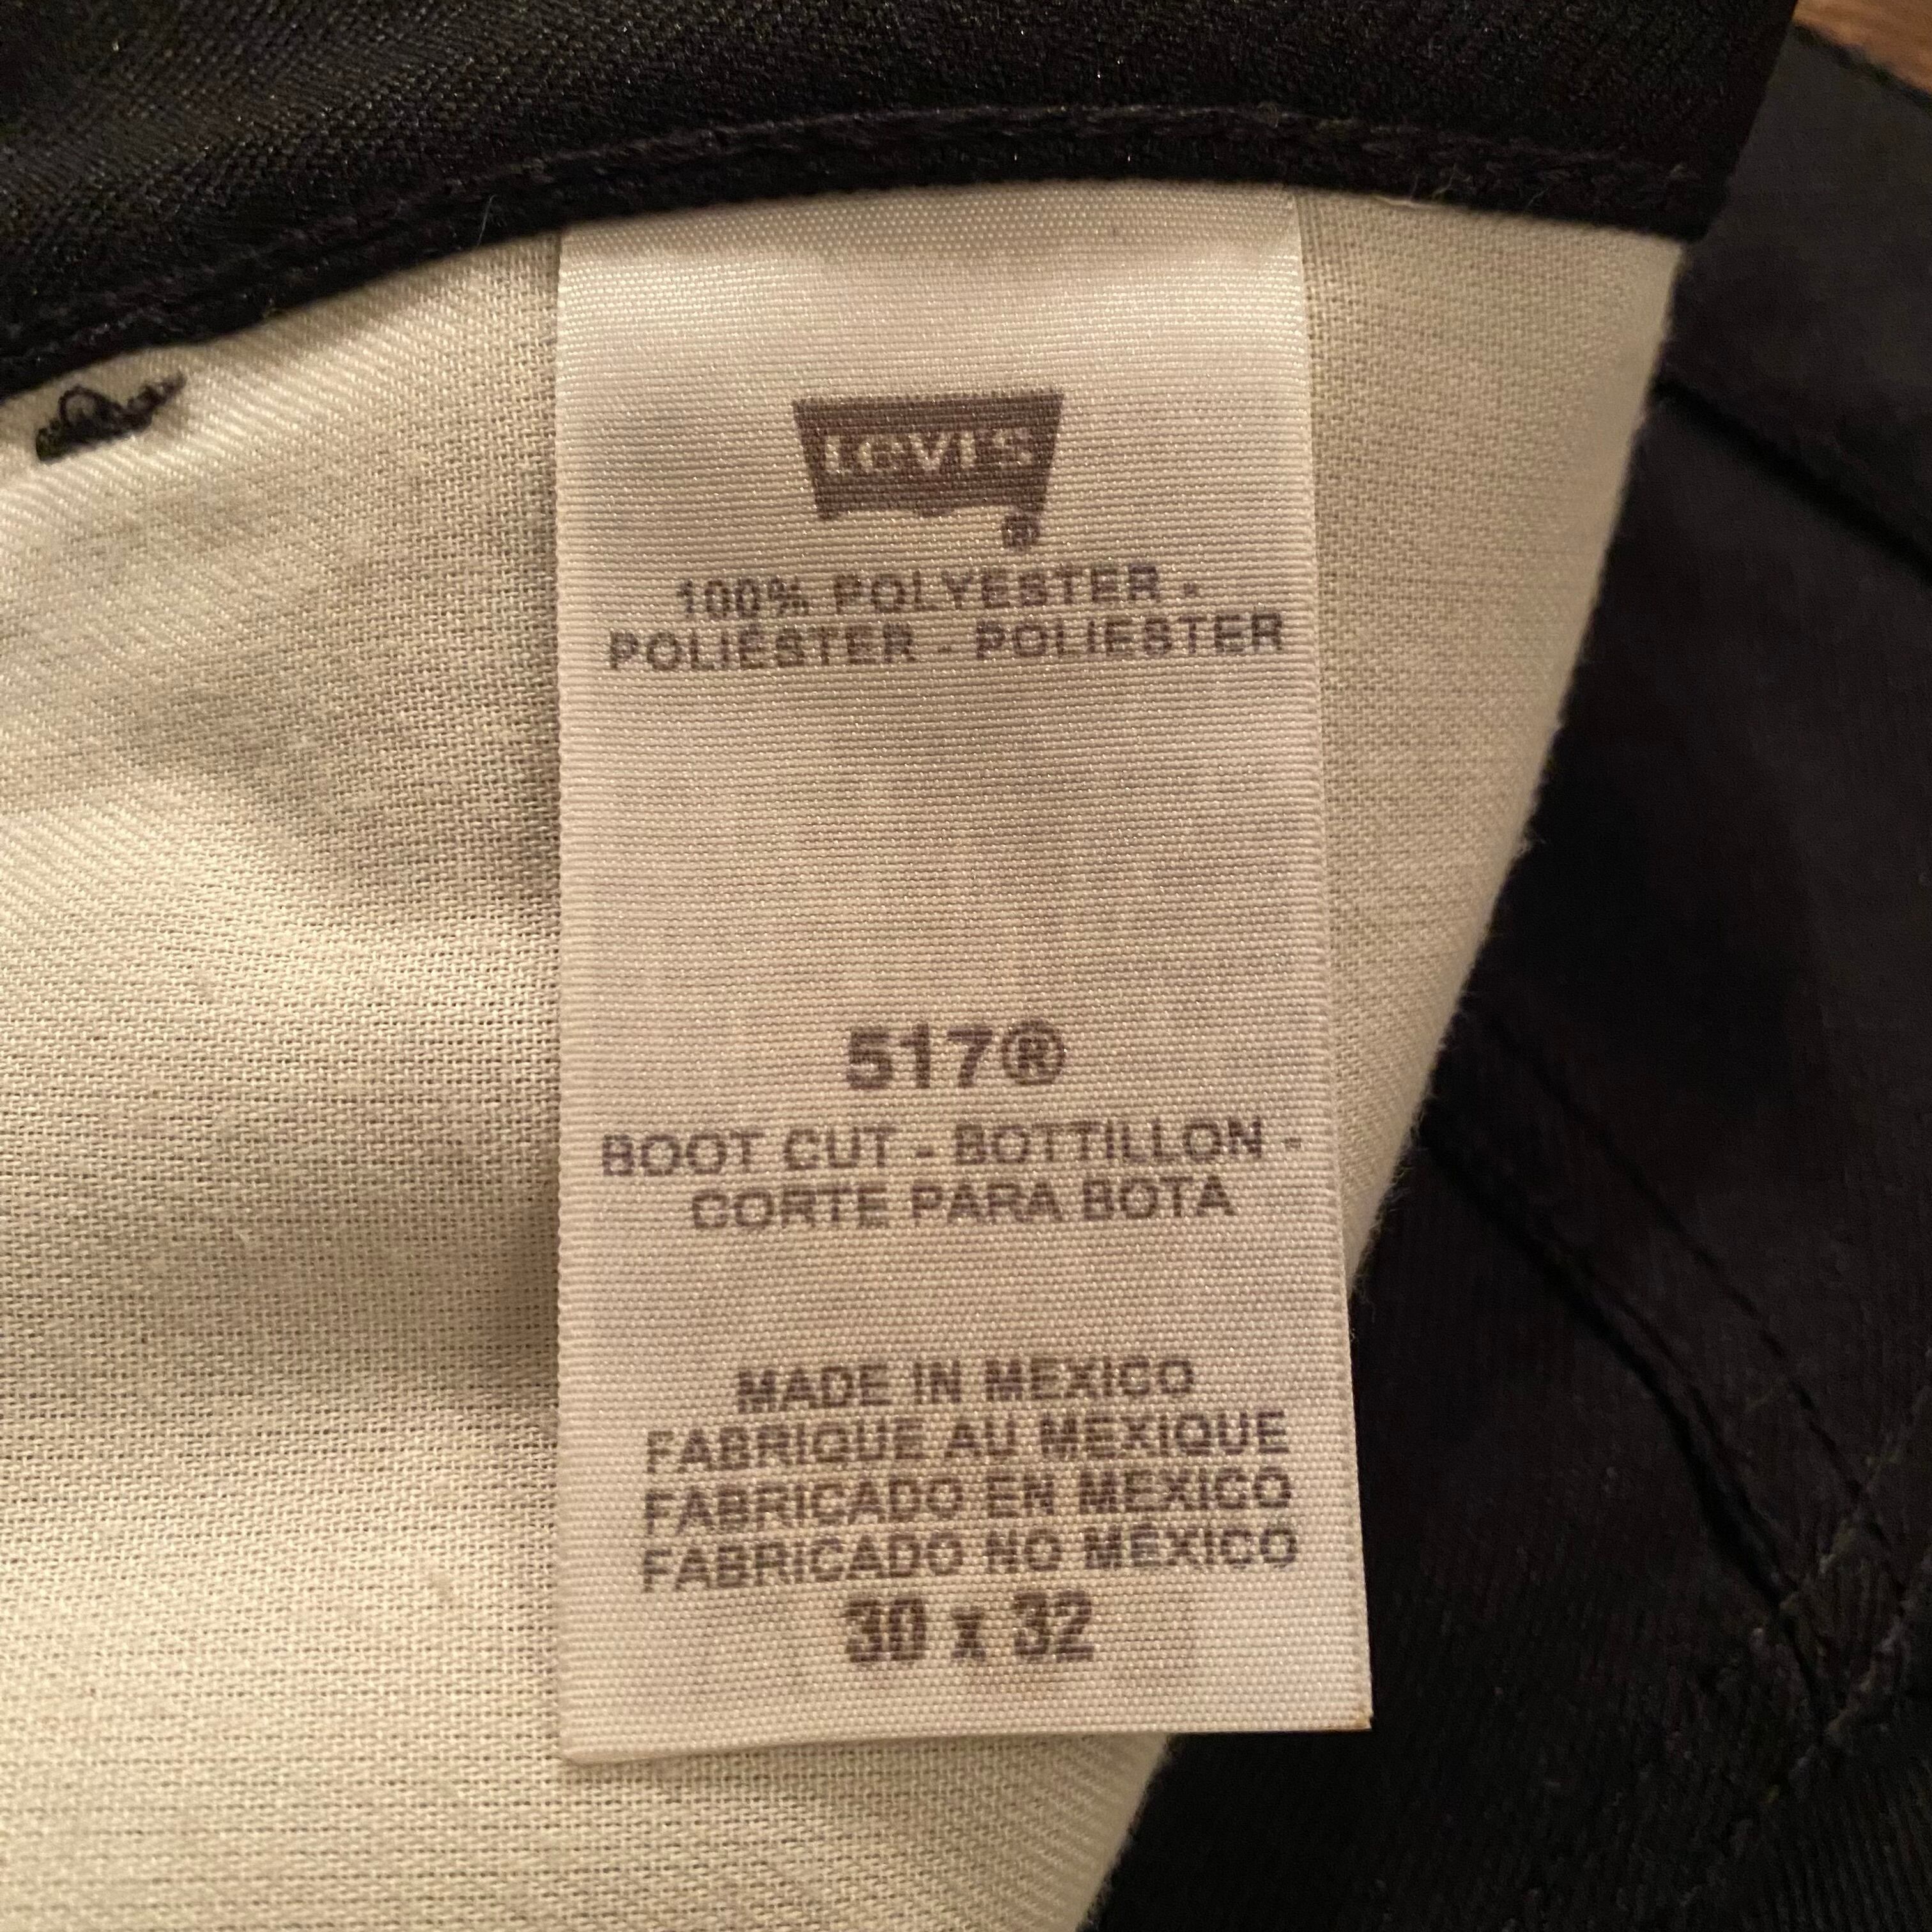 LEVI'S
®
100% POLYESTER -
POLIÉSTER - POLIESTER
517®
BOOT CUT - BOTTILLON -
CORTE PARA BOTA
MADE IN MEXICO
FABRIQUE AU MEXIQUE
FABRICADO EN MEXICO
FABRICADO NO MÉXICO
30 x 32